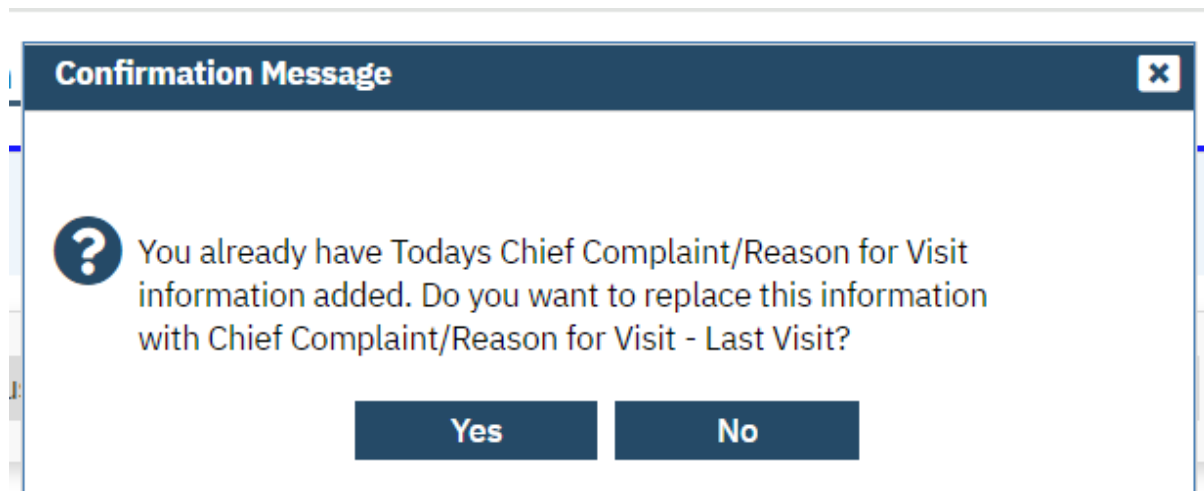 Confirmation Message
You already have Todays Chief Complaint/Reason for Visit
information added. Do you want to replace this information
with Chief Complaint/Reason for Visit - Last Visit?
Yes No